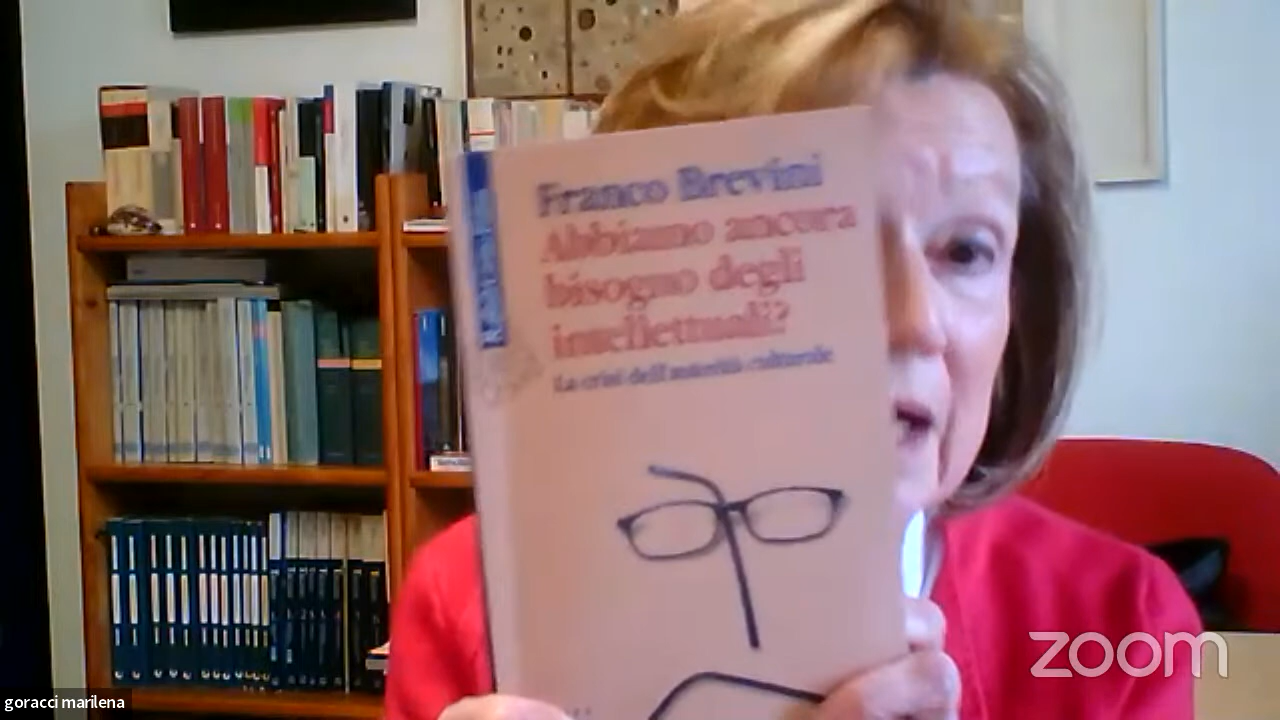 Franco Brevini
Abbiamo ancora
bisogno degli
intellettuali?
La crisi dell'autorità culturale
zoom
goracci marilena